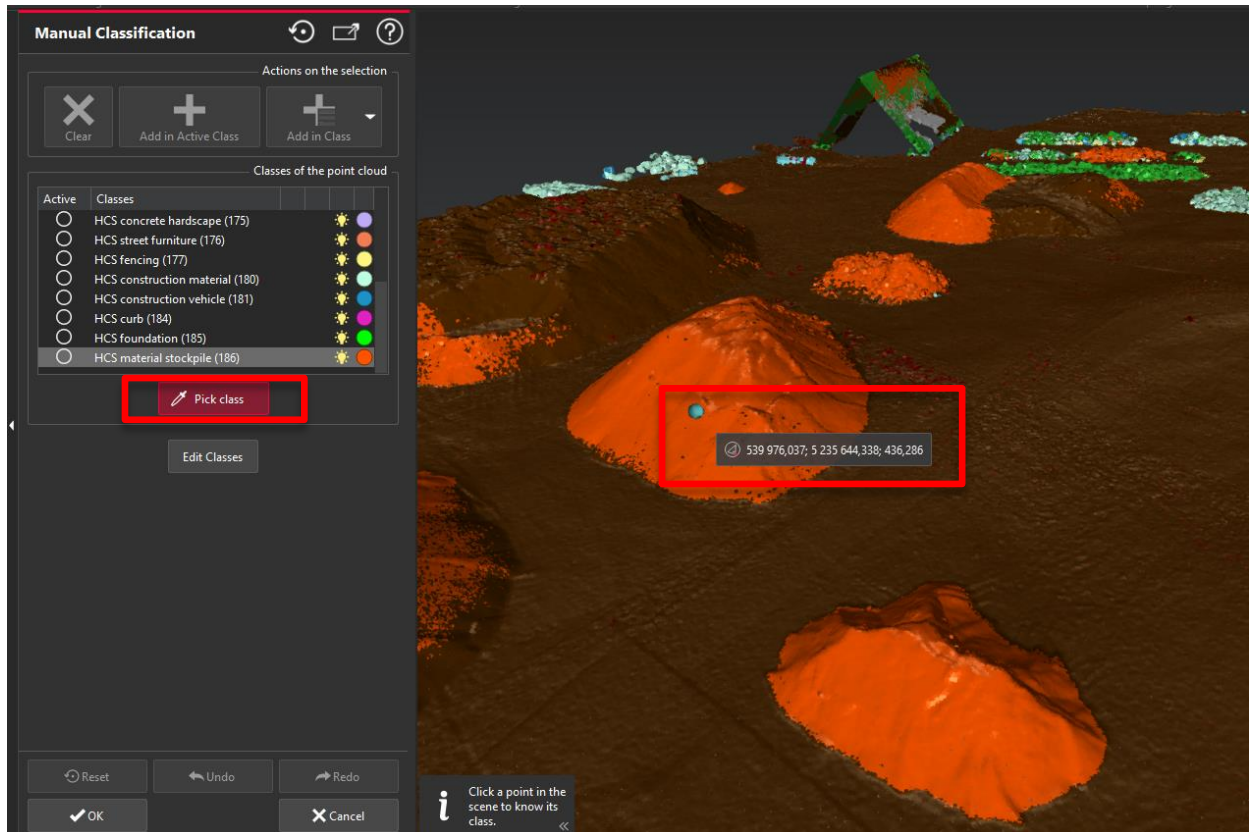 Manual Classification
Actions on the selection
Clear
Add in Active Class
Add in Class
Classes of the point cloud
Active Classes
HCS concrete hardscape (175)
HCS street furniture (176)
HCS fencing (177)
HCS construction material (180)
HCS construction vehicle (181)
HCS curb (184)
HCS foundation (185)
HCS material stockpile (186)
Pick class
Edit Classes
539 976,037; 5 235 644,338; 436,286
Reset
Undo
Redo
OK
Cancel
Click a point in the
scene to know its
class.